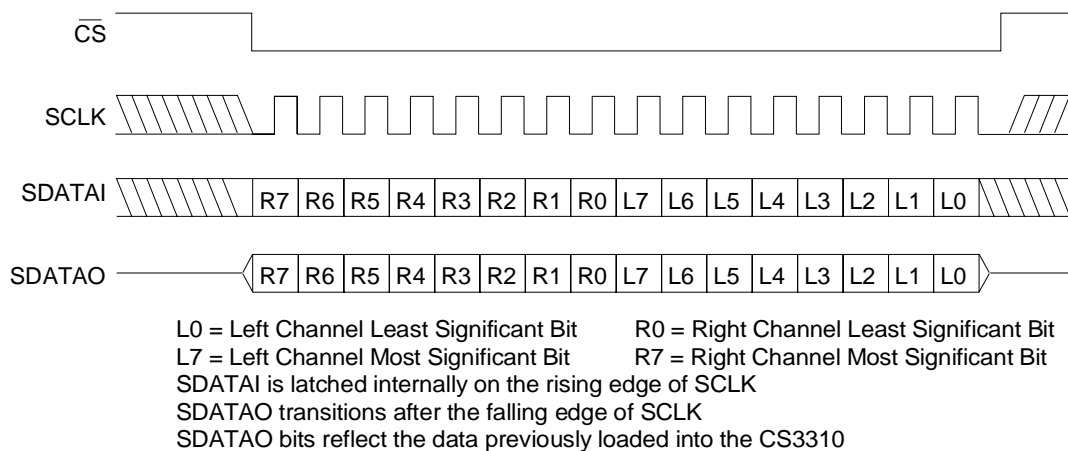 CS
SCLK
SDATAI R7 R6 R5 R4 R3 R2 R1 R0 L7 L6 L5 L4 L3 L2 L1 L0
SDATAO R7 R6 R5 R4 R3 R2 R1 R0 L7 L6 L5 L4 L3 L2 L1 L0
L0 = Left Channel Least Significant Bit R0 = Right Channel Least Significant Bit
L7 = Left Channel Most Significant Bit R7 = Right Channel Most Significant Bit
SDATAI is latched internally on the rising edge of SCLK
SDATAO transitions after the falling edge of SCLK
SDATAO bits reflect the data previously loaded into the CS3310